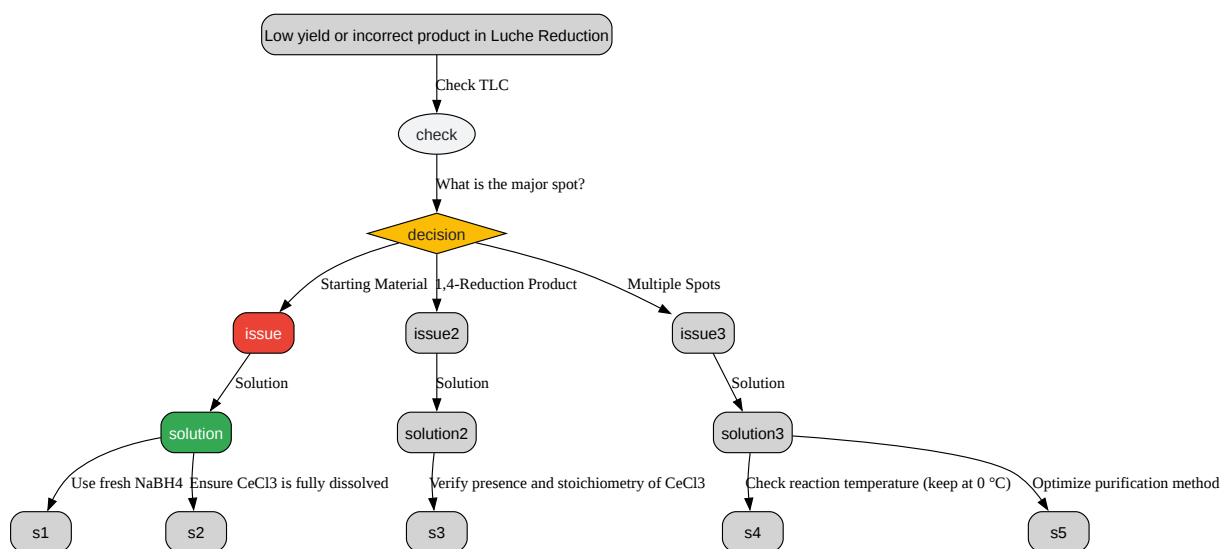 Low yield or incorrect product in Luche Reduction
Check TLC
check
What is the major spot?
decision
Starting Material
1,4-Reduction Product
Multiple Spots
issue
issue2
issue3
Solution
Solution
Solution
solution
solution2
solution3
Use fresh NaBH4
Ensure CeCl3 is fully dissolved
Verify presence and stoichiometry of CeCl3
Check reaction temperature (keep at 0 °C)
Optimize purification method
s1
s2
s3
s4
s5